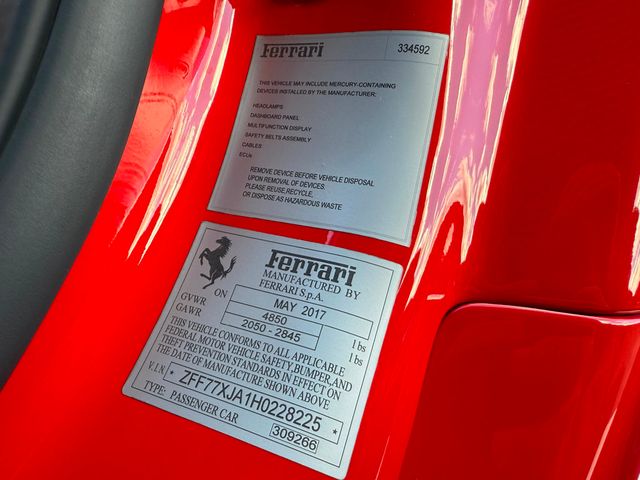 Ferrari
334592
THIS VEHICLE MAY INCLUDE MERCURY-CONTAINING
DEVICES INSTALLED BY THE MANUFACTURER:
HEADLAMPS
DASHBOARD PANEL
MULTIFUNCTION DISPLAY
SAFETY BELTS ASSEMBLY
CABLES
ECUs
REMOVE DEVICE BEFORE VEHICLE DISPOSAL
UPON REMOVAL OF DEVICES.
PLEASE REUSE,RECYCLE,
OR DISPOSE AS HAZARDOUS WASTE.
Ferrari
MANUFACTURED BY
FERRARI S.p.A.
ON MAY 2017
GVWR 4850 lbs
GAWR 2050 - 2845 lbs
THIS VEHICLE CONFORMS TO ALL APPLICABLE
FEDERAL MOTOR VEHICLE SAFETY,BUMPER,AND
THEFT PREVENTION STANDARDS IN EFFECT ON
THE DATE OF MANUFACTURE SHOWN ABOVE
V.I.N. * ZFF77XJA1H0228225 *
TYPE: PASSENGER CAR
309266